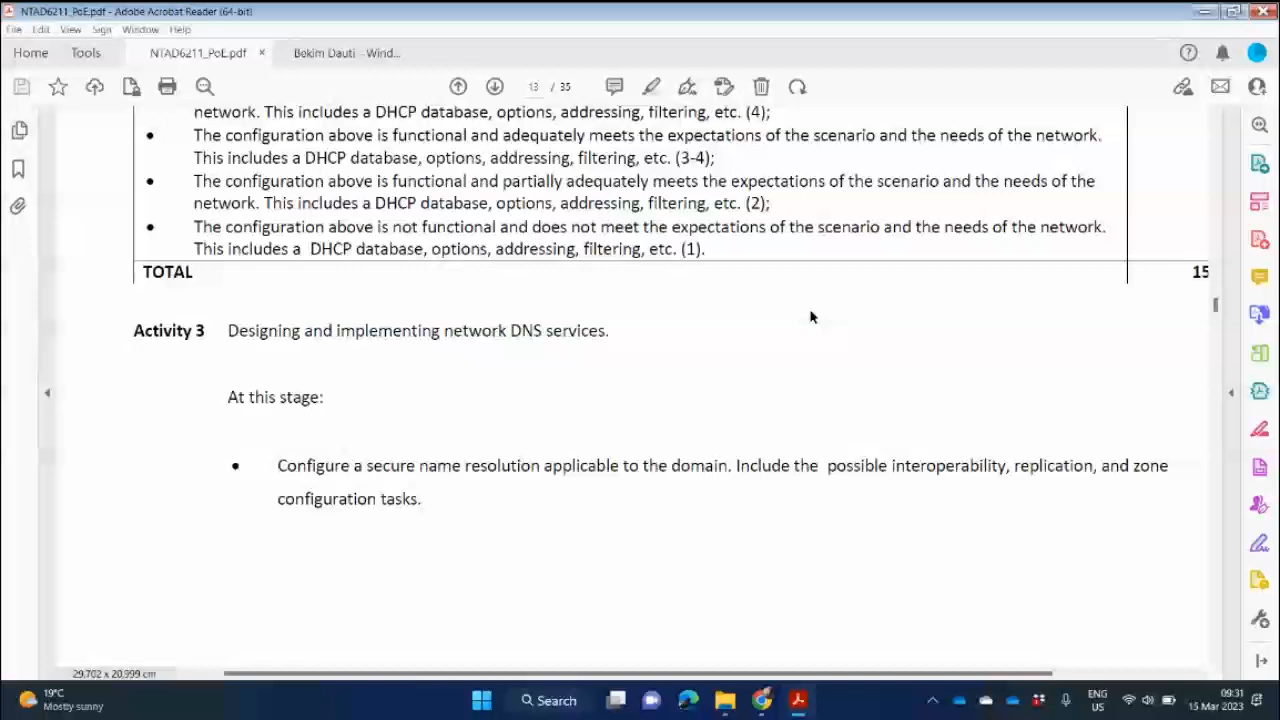 NTAD6211_PoE.pdf - Adobe Acrobat Reader (64-bit)
File Edit View Sign Window Help
Home Tools NTAD6211_PoE.pdf × Bekim Dauti - Wind...
13 / 35
network. This includes a DHCP database, options, addressing, filtering, etc. (4);
• The configuration above is functional and adequately meets the expectations of the scenario and the needs of the network.
This includes a DHCP database, options, addressing, filtering, etc. (3-4);
• The configuration above is functional and partially adequately meets the expectations of the scenario and the needs of the
network. This includes a DHCP database, options, addressing, filtering, etc. (2);
• The configuration above is not functional and does not meet the expectations of the scenario and the needs of the network.
This includes a DHCP database, options, addressing, filtering, etc. (1).
TOTAL 15
Activity 3 Designing and implementing network DNS services.
At this stage:
• Configure a secure name resolution applicable to the domain. Include the possible interoperability, replication, and zone
configuration tasks.
29,702 x 20,999 cm
19°C
Mostly sunny
Search
ENG
US
09:31
15 Mar 2023